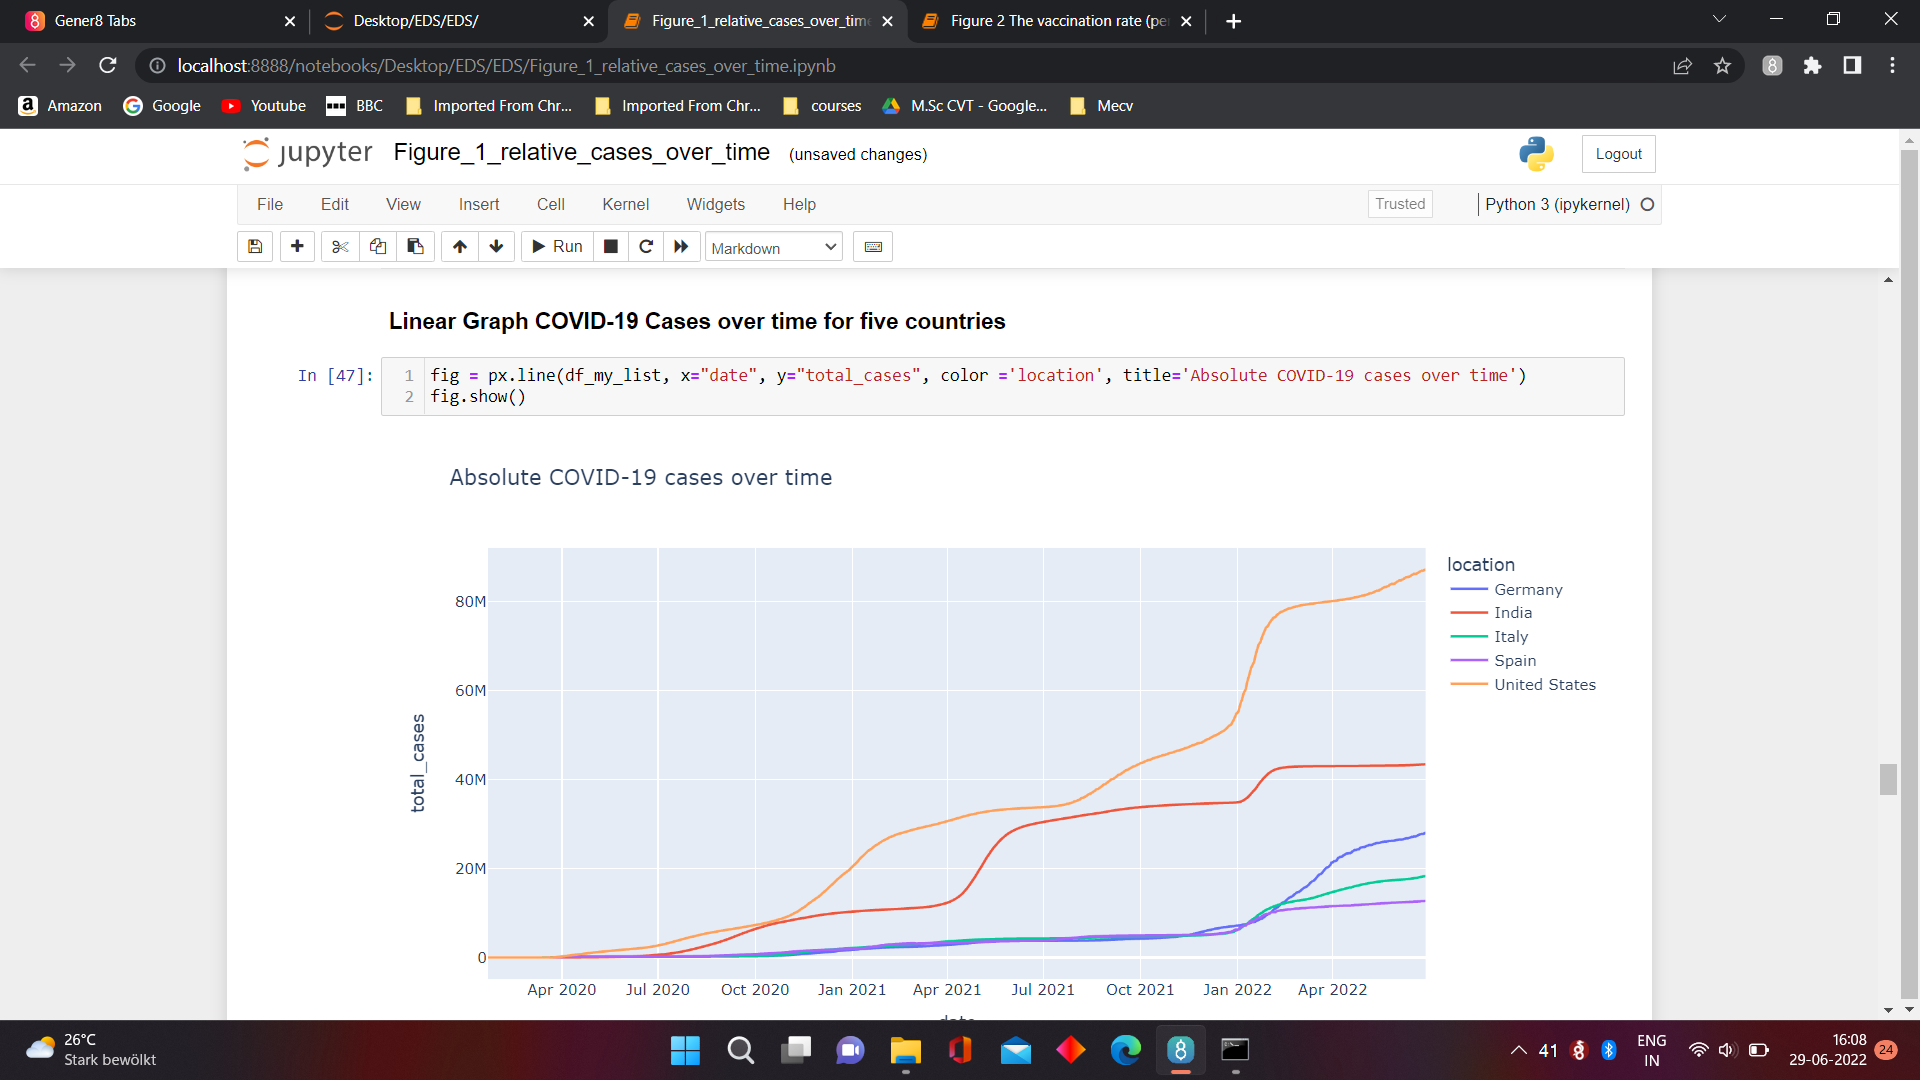 Gener8 Tabs
Desktop/EDS/EDS/
Figure_1_relative_cases_over_time
Figure 2 The vaccination rate (per
localhost:8888/notebooks/Desktop/EDS/EDS/Figure_1_relative_cases_over_time.ipynb
Amazon Google Youtube BBC Imported From Chr... Imported From Chr... courses M.Sc CVT - Google... Mecv
jupyter Figure_1_relative_cases_over_time (unsaved changes) Logout
File Edit View Insert Cell Kernel Widgets Help Trusted Python 3 (ipykernel)
Run Markdown
Linear Graph COVID-19 Cases over time for five countries
In [47]: 1 fig = px.line(df_my_list, x="date", y="total_cases", color ='location', title='Absolute COVID-19 cases over time')
2 fig.show()
Absolute COVID-19 cases over time
location
Germany
India
Italy
Spain
United States
80M
60M
40M
20M
0
total_cases
Apr 2020 Jul 2020 Oct 2020 Jan 2021 Apr 2021 Jul 2021 Oct 2021 Jan 2022 Apr 2022
date
26°C
Stark bewölkt
41
ENG
IN
16:08
29-06-2022
24